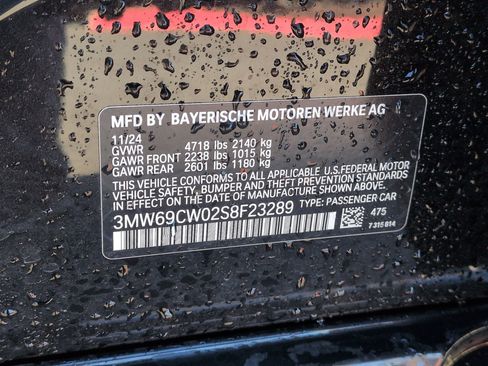 MFD BY BAYERISCHE MOTOREN WERKE AG
11/24
GVWR 4718 lbs 2140 kg
GAWR FRONT 2238 lbs 1015 kg
GAWR REAR 2601 lbs 1180 kg
THIS VEHICLE CONFORMS TO ALL APPLICABLE U.S.FEDERAL MOTOR
VEHICLE SAFETY, BUMPER AND THEFT PREVENTION STANDARDS
IN EFFECT ON THE DATE OF MANUFACTURE SHOWN ABOVE.
3MW69CW02S8F23289 TYPE: PASSENGER CAR
475
7 315 814